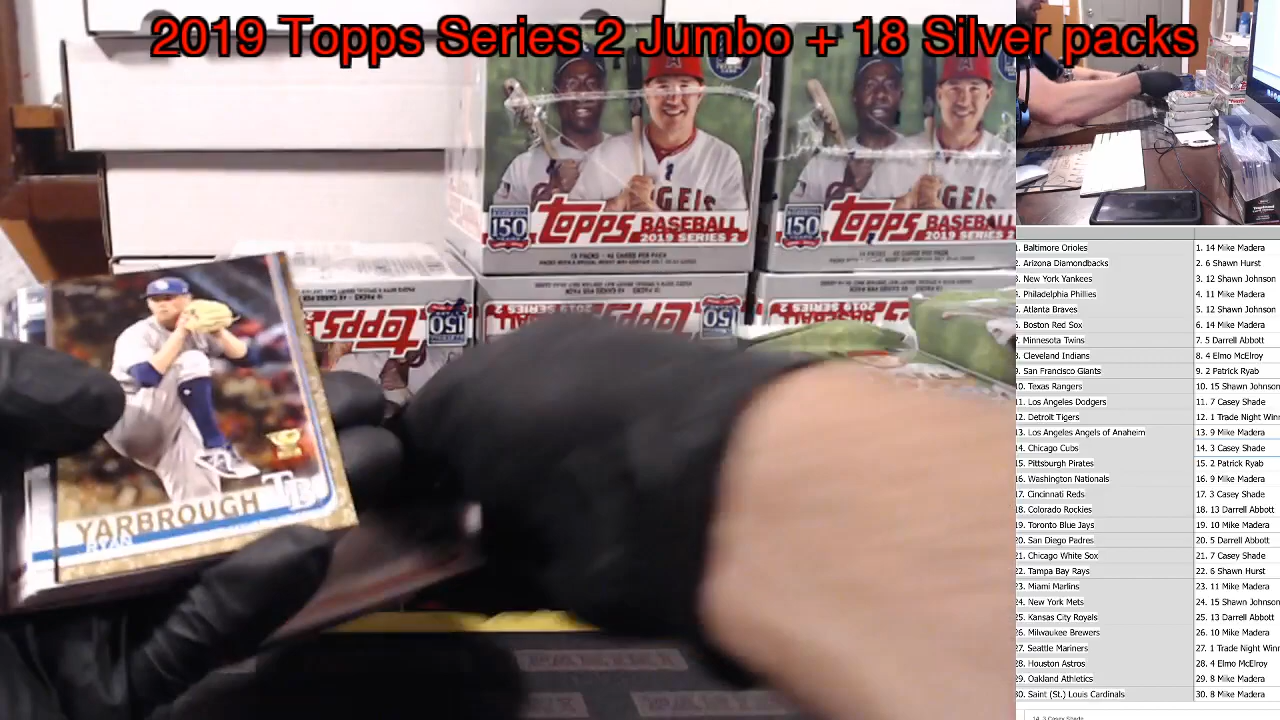 2019 Topps Series 2 Jumbo + 18 Silver packs
150
Topps
BASEBALL
2019 SERIES 2
150
Topps
BASEBALL
2019 SERIES 2
Topps
150
150
YARBROUGH
RYAN
TB
1. Baltimore Orioles 1. 14 Mike Madera
2. Arizona Diamondbacks 2. 6 Shawn Hurst
3. New York Yankees 3. 12 Shawn Johnson
4. Philadelphia Phillies 4. 11 Mike Madera
5. Atlanta Braves 5. 12 Shawn Johnson
6. Boston Red Sox 6. 14 Mike Madera
7. Minnesota Twins 7. 5 Darrell Abbott
8. Cleveland Indians 8. 4 Elmo McElroy
9. San Francisco Giants 9. 2 Patrick Ryab
10. Texas Rangers 10. 15 Shawn Johnson
11. Los Angeles Dodgers 11. 7 Casey Shade
12. Detroit Tigers 12. 1 Trade Night Winn
13. Los Angeles Angels of Anaheim 13. 9 Mike Madera
14. Chicago Cubs 14. 3 Casey Shade
15. Pittsburgh Pirates 15. 2 Patrick Ryab
16. Washington Nationals 16. 9 Mike Madera
17. Cincinnati Reds 17. 3 Casey Shade
18. Colorado Rockies 18. 13 Darrell Abbott
19. Toronto Blue Jays 19. 10 Mike Madera
20. San Diego Padres 20. 5 Darrell Abbott
21. Chicago White Sox 21. 7 Casey Shade
22. Tampa Bay Rays 22. 6 Shawn Hurst
23. Miami Marlins 23. 11 Mike Madera
24. New York Mets 24. 15 Shawn Johnson
25. Kansas City Royals 25. 13 Darrell Abbott
26. Milwaukee Brewers 26. 10 Mike Madera
27. Seattle Mariners 27. 1 Trade Night Winn
28. Houston Astros 28. 4 Elmo McElroy
29. Oakland Athletics 29. 8 Mike Madera
30. Saint (St.) Louis Cardinals 30. 8 Mike Madera
14. 3 Casey Shade